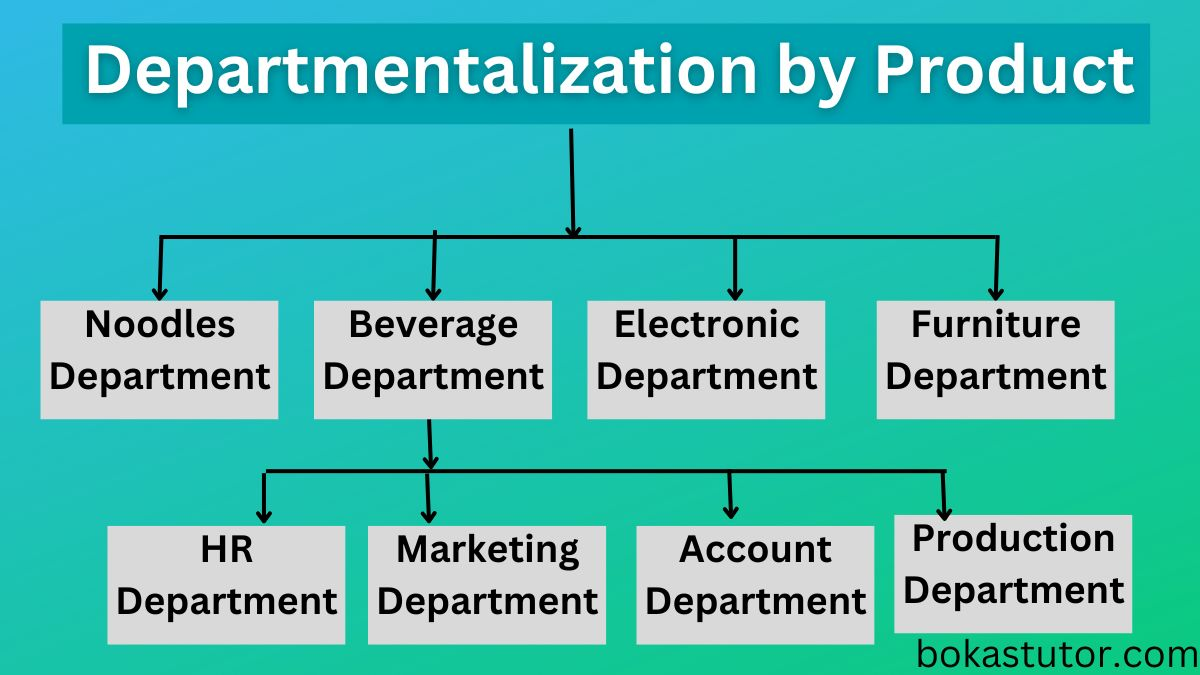 Departmentalization by Product
Noodles
Department
Beverage
Department
Electronic
Department
Furniture
Department
HR
Department
Marketing
Department
Account
Department
Production
Department
bokastutor.com